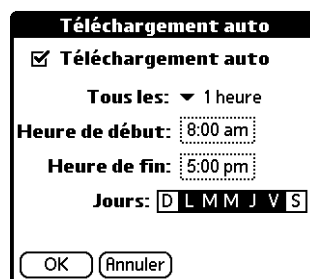 Téléchargement auto
Téléchargement auto
Tous les: 1 heure
Heure de début: 8:00 am
Heure de fin: 5:00 pm
Jours: D L M M J V S
OK Annuler